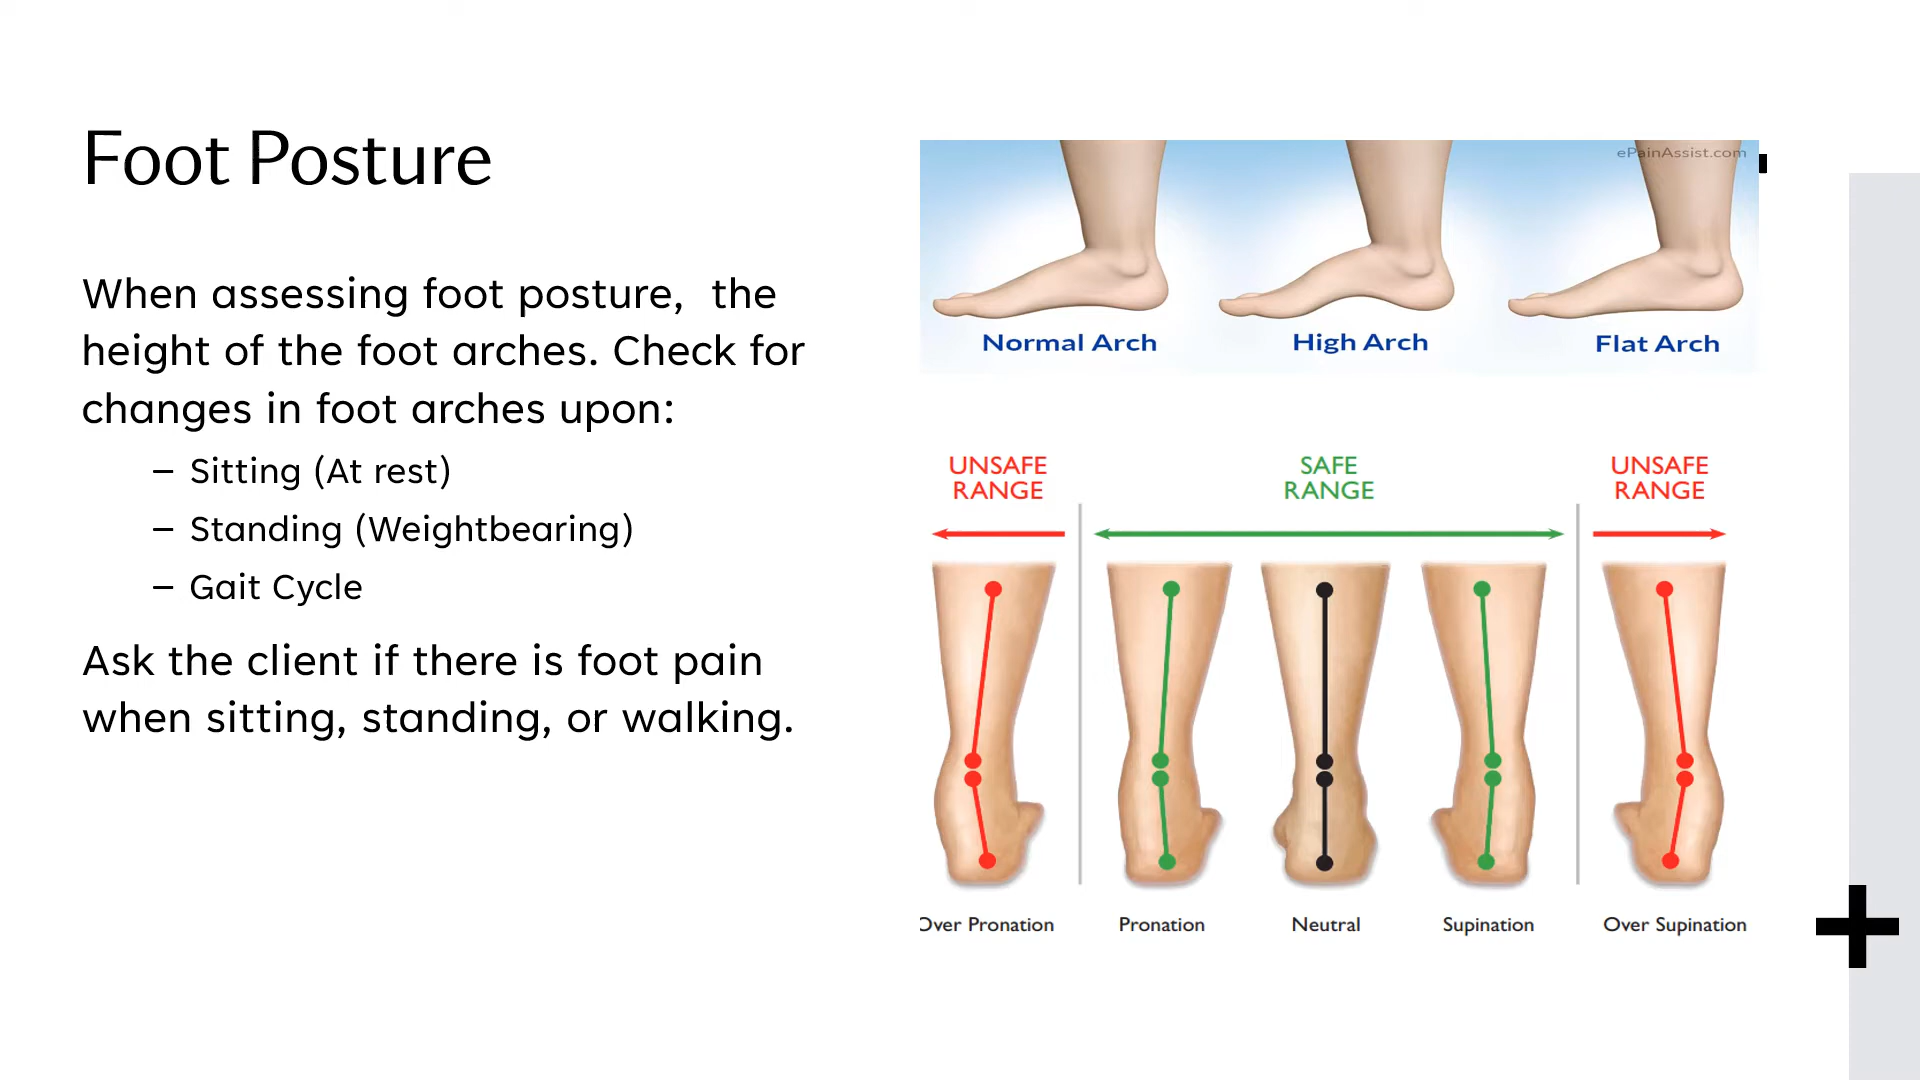 Foot Posture
When assessing foot posture,  the
height of the foot arches. Check for
changes in foot arches upon:
– Sitting (At rest)
– Standing (Weightbearing)
– Gait Cycle
Ask the client if there is foot pain
when sitting, standing, or walking.
ePainAssist.com
Normal Arch
High Arch
Flat Arch
UNSAFE
RANGE
SAFE
RANGE
UNSAFE
RANGE
Over Pronation
Pronation
Neutral
Supination
Over Supination